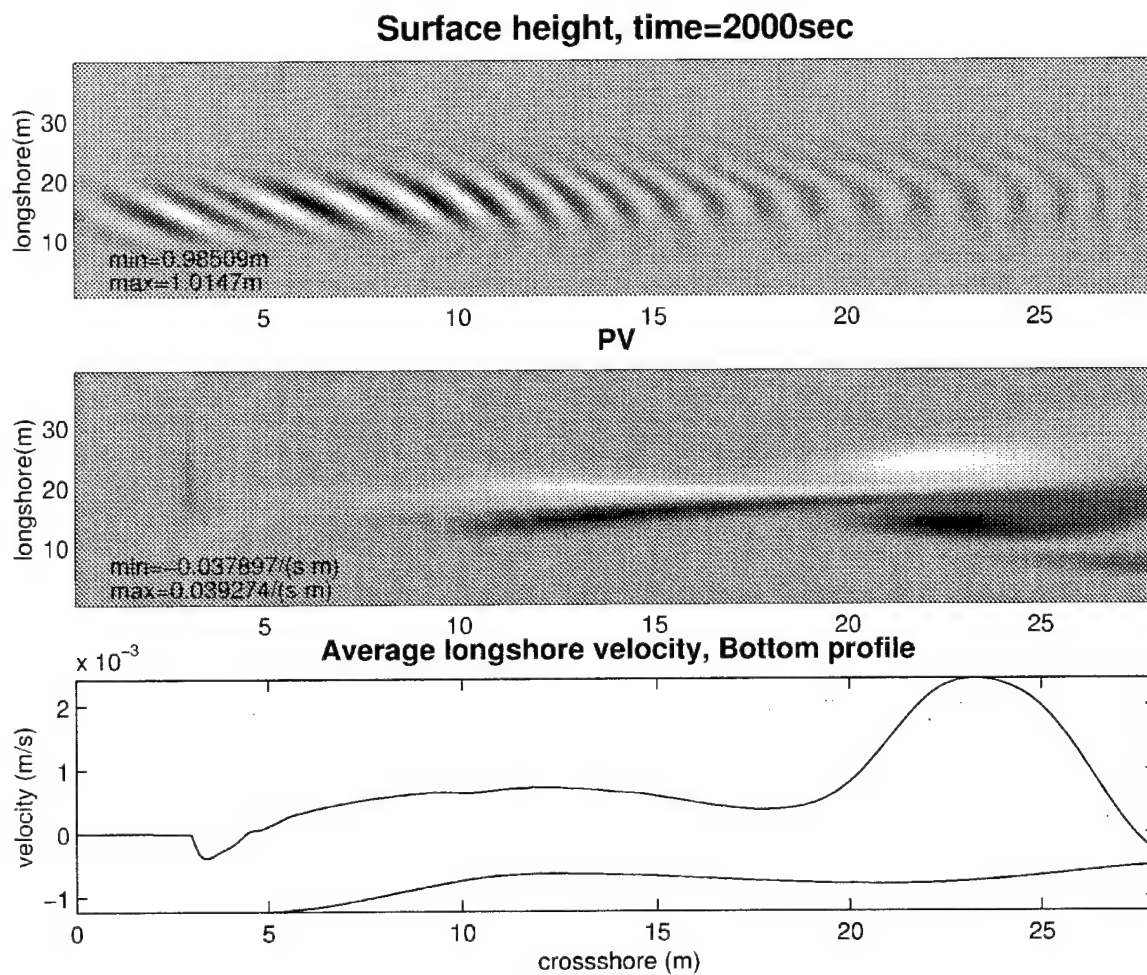 Surface height, time=2000sec
longshore(m)
30
20
10
min=0.98509m
max=1.0147m
5 10 15 20 25
PV
longshore(m)
30
20
10
min=-0.037897/(s m)
max=0.039274/(s m)
5 10 15 20 25
Average longshore velocity, Bottom profile
x 10^-3
velocity (m/s)
2
1
0
-1
0 5 10 15 20 25
crossshore (m)